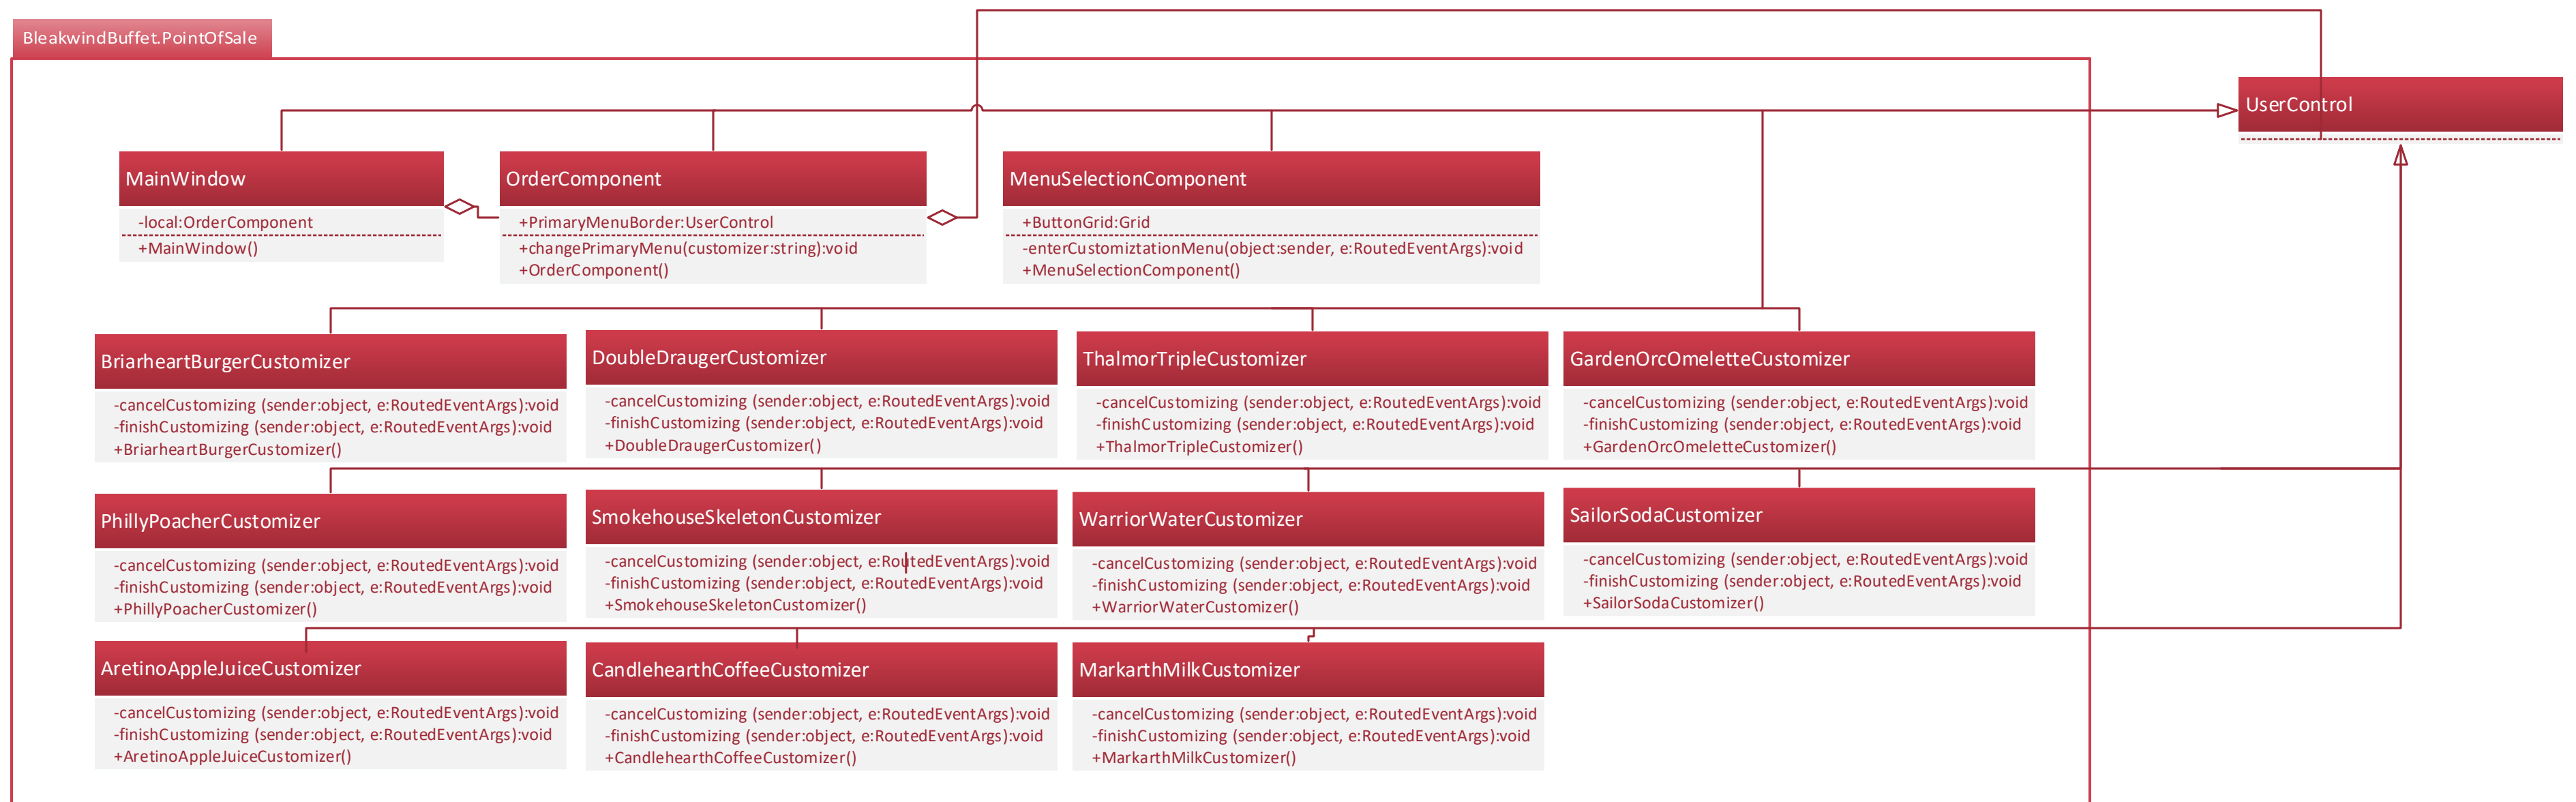 BleakwindBuffet.PointOfSale
UserControl
MainWindow
-local:OrderComponent
+MainWindow()
OrderComponent
+PrimaryMenuBorder:UserControl
+changePrimaryMenu(customizer:string):void
+OrderComponent()
MenuSelectionComponent
+ButtonGrid:Grid
-enterCustomiztationMenu(object:sender, e:RoutedEventArgs):void
+MenuSelectionComponent()
BriarheartBurgerCustomizer
-cancelCustomizing (sender:object, e:RoutedEventArgs):void
-finishCustomizing (sender:object, e:RoutedEventArgs):void
+BriarheartBurgerCustomizer()
DoubleDraugerCustomizer
-cancelCustomizing (sender:object, e:RoutedEventArgs):void
-finishCustomizing (sender:object, e:RoutedEventArgs):void
+DoubleDraugerCustomizer()
ThalmorTripleCustomizer
-cancelCustomizing (sender:object, e:RoutedEventArgs):void
-finishCustomizing (sender:object, e:RoutedEventArgs):void
+ThalmorTripleCustomizer()
GardenOrcOmeletteCustomizer
-cancelCustomizing (sender:object, e:RoutedEventArgs):void
-finishCustomizing (sender:object, e:RoutedEventArgs):void
+GardenOrcOmeletteCustomizer()
PhillyPoacherCustomizer
-cancelCustomizing (sender:object, e:RoutedEventArgs):void
-finishCustomizing (sender:object, e:RoutedEventArgs):void
+PhillyPoacherCustomizer()
SmokehouseSkeletonCustomizer
-cancelCustomizing (sender:object, e:RoutedEventArgs):void
-finishCustomizing (sender:object, e:RoutedEventArgs):void
+SmokehouseSkeletonCustomizer()
WarriorWaterCustomizer
-cancelCustomizing (sender:object, e:RoutedEventArgs):void
-finishCustomizing (sender:object, e:RoutedEventArgs):void
+WarriorWaterCustomizer()
SailorSodaCustomizer
-cancelCustomizing (sender:object, e:RoutedEventArgs):void
-finishCustomizing (sender:object, e:RoutedEventArgs):void
+SailorSodaCustomizer()
AretinoAppleJuiceCustomizer
-cancelCustomizing (sender:object, e:RoutedEventArgs):void
-finishCustomizing (sender:object, e:RoutedEventArgs):void
+AretinoAppleJuiceCustomizer()
CandlehearthCoffeeCustomizer
-cancelCustomizing (sender:object, e:RoutedEventArgs):void
-finishCustomizing (sender:object, e:RoutedEventArgs):void
+CandlehearthCoffeeCustomizer()
MarkarthMilkCustomizer
-cancelCustomizing (sender:object, e:RoutedEventArgs):void
-finishCustomizing (sender:object, e:RoutedEventArgs):void
+MarkarthMilkCustomizer()